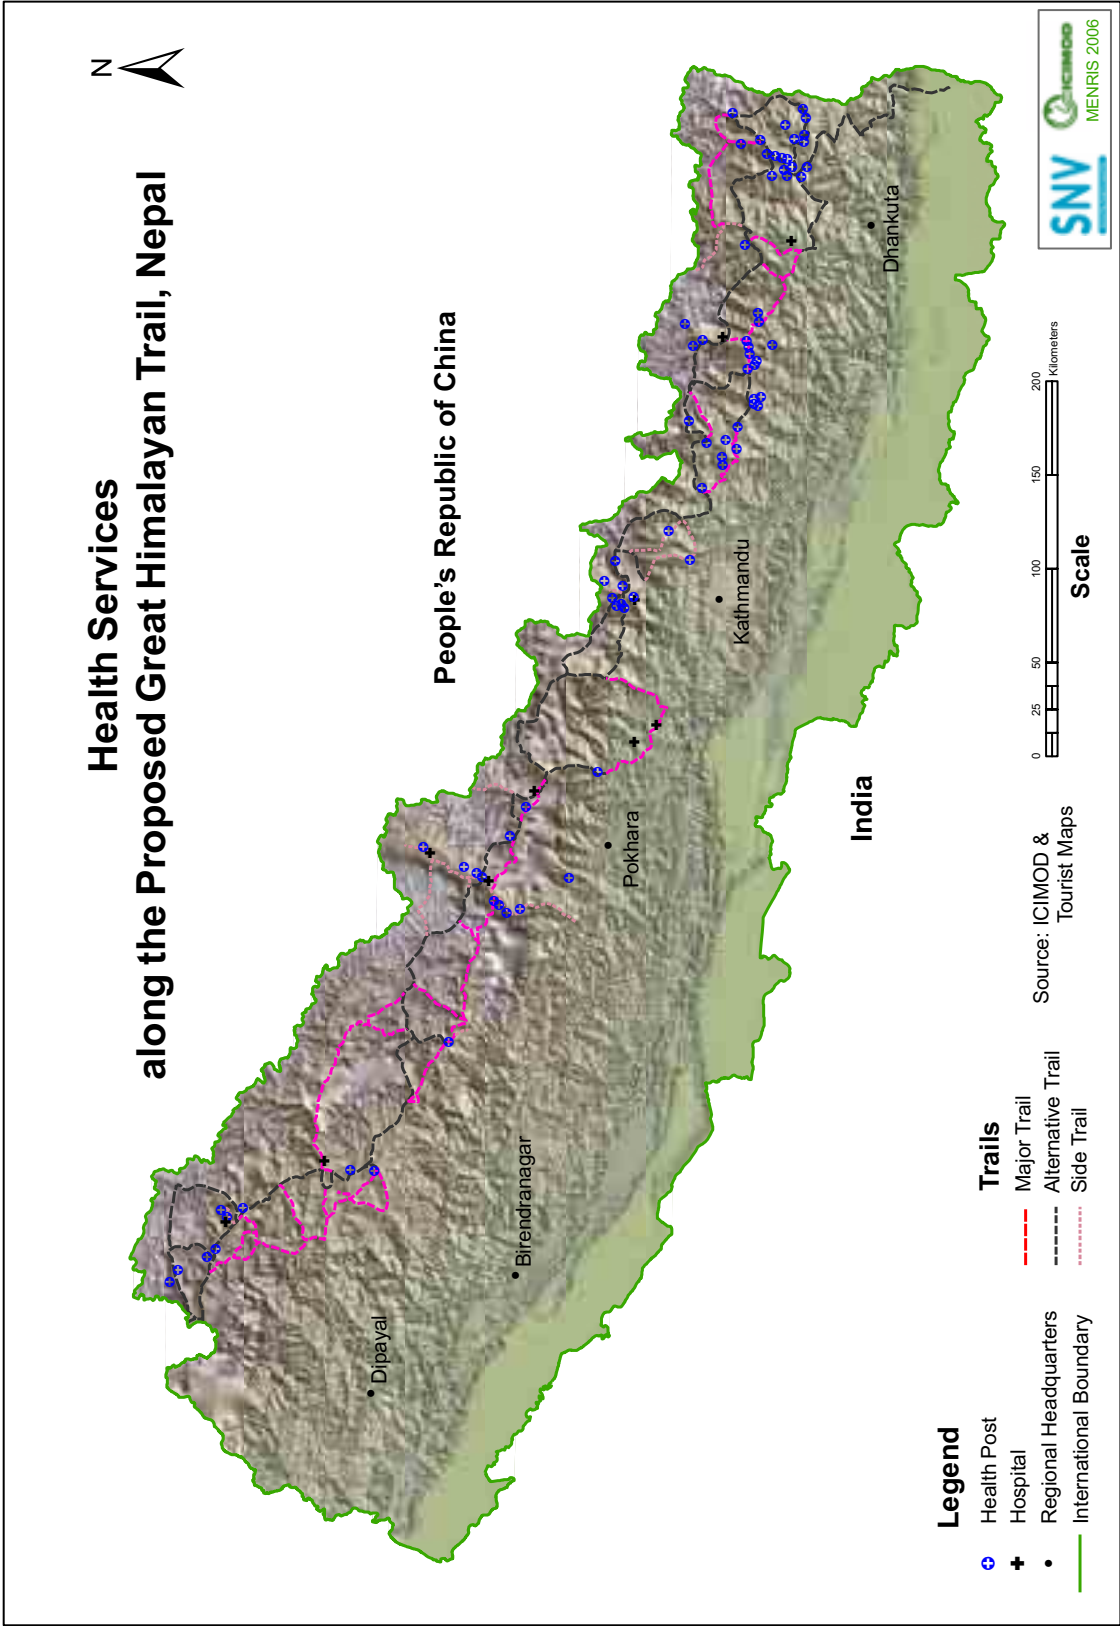 Health Services
along the Proposed Great Himalayan Trail, Nepal
N
People's Republic of China
Dipayal
Birendranagar
Pokhara
Kathmandu
Dhankuta
India
Legend
Health Post
Hospital
Regional Headquarters
International Boundary
Trails
Major Trail
Alternative Trail
Side Trail
Source: ICIMOD &
Tourist Maps
0 25 50 100 150 200
Kilometers
Scale
SNV
ICIMOD
MENRIS 2006